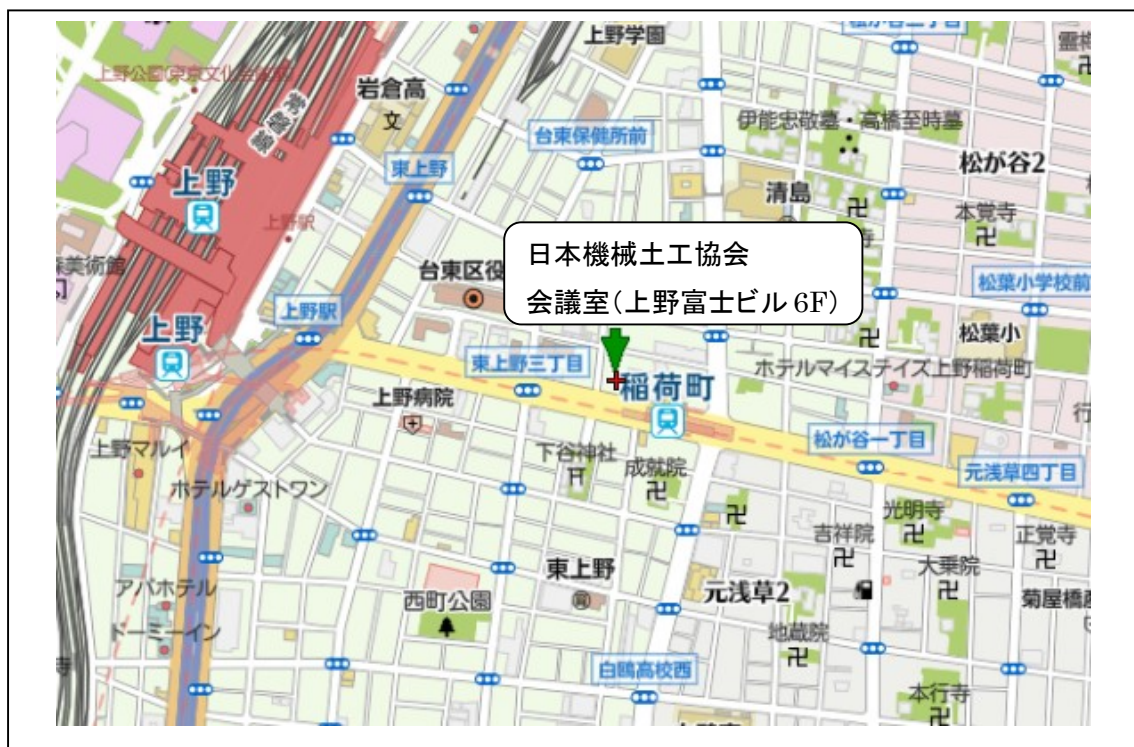 上野学園
岩倉高
文
常磐線
台東保健所前
伊能忠敬墓・高橋至時墓
東上野
松が谷2
清島
上野
本覚寺
上野駅
日本機械土工協会
会議室(上野富士ビル 6F)
台東区役
松葉小学校前
上野駅
松葉小
上野
東上野三丁目
ホテルマイステイズ上野稲荷町
稲荷町
上野病院
松が谷一丁目
上野マルイ
下谷神社
成就院
元浅草四丁目
ホテルゲストワン
光明寺
吉祥院
正覚寺
大乗院
東上野
アパホテル
西町公園
元浅草2
菊屋橋
ドーミーイン
地蔵院
白鴎高校西
本行寺